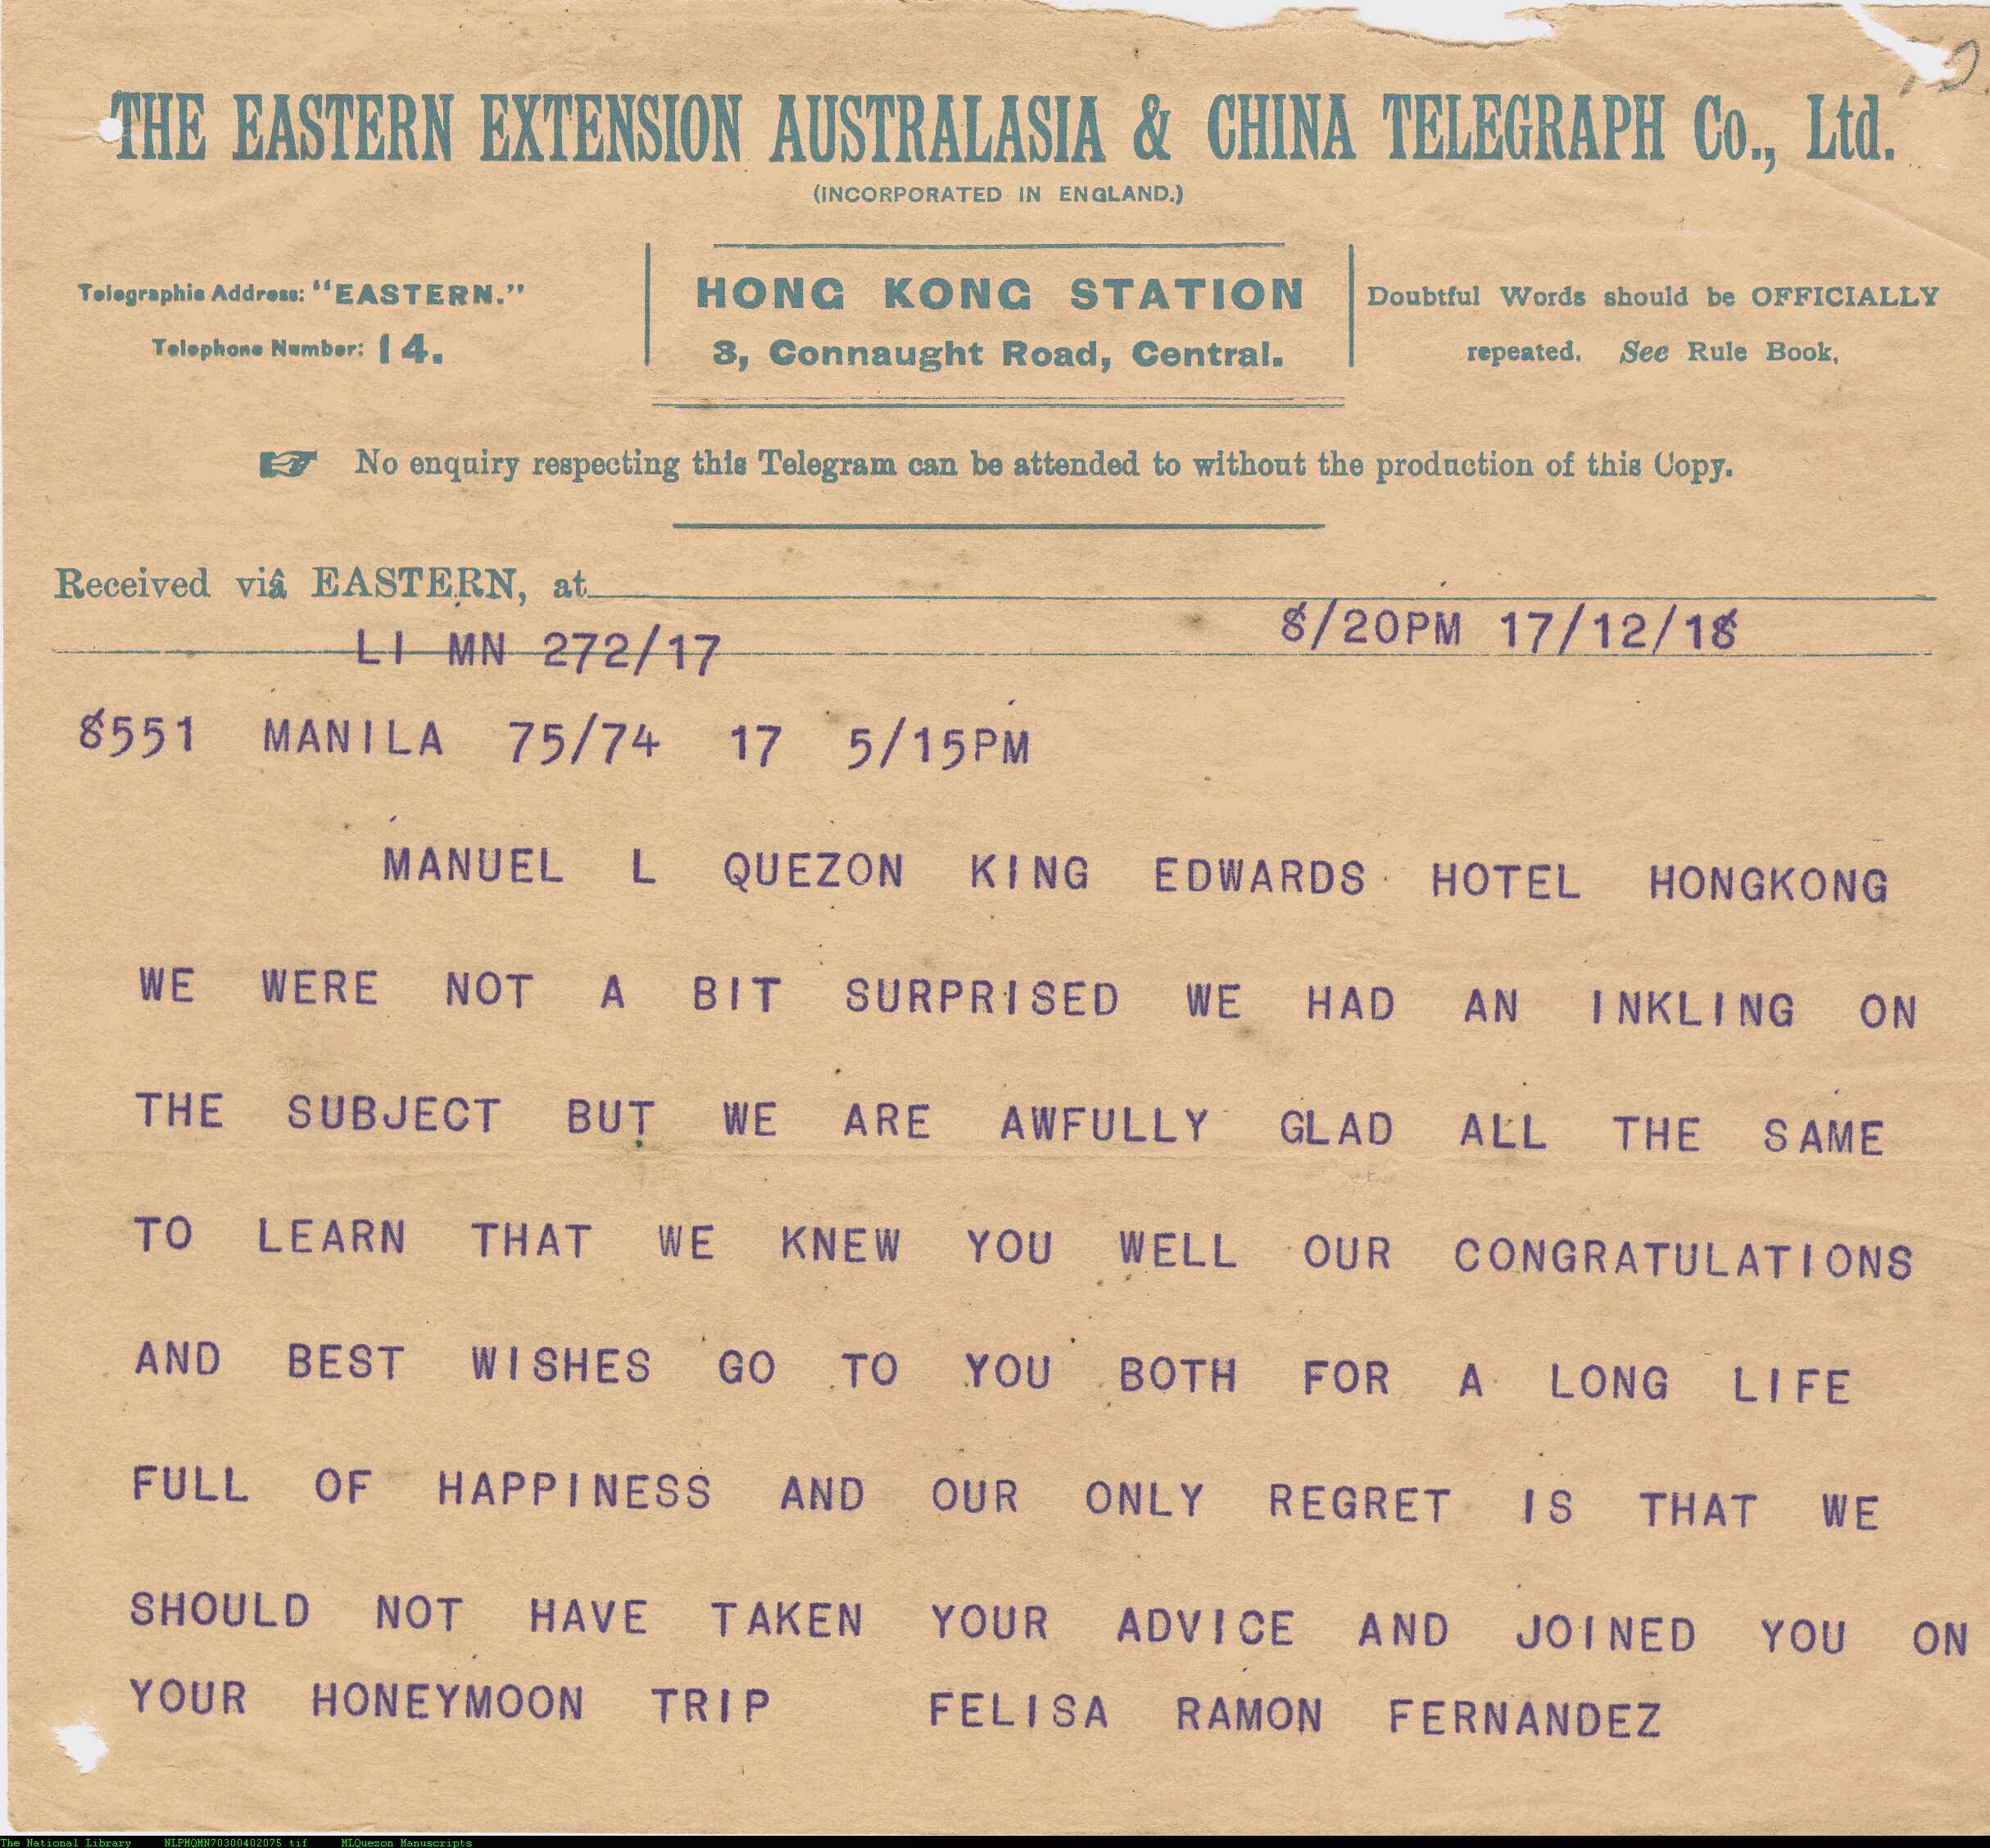 THE EASTERN EXTENSION AUSTRALASIA & CHINA TELEGRAPH Co., Ltd.
(INCORPORATED IN ENGLAND.)
Telegraphic Address: "EASTERN."
Telephone Number: 14.
HONG KONG STATION
3, Connaught Road, Central.
Doubtful Words should be OFFICIALLY
repeated. See Rule Book,
No enquiry respecting this Telegram can be attended to without the production of this Copy.
Received viâ EASTERN, at
8/20PM 17/12/18
LI MN 272/17
8551 MANILA 75/74 17 5/15PM
MANUEL L QUEZON KING EDWARDS HOTEL HONGKONG
WE WERE NOT A BIT SURPRISED WE HAD AN INKLING ON
THE SUBJECT BUT WE ARE AWFULLY GLAD ALL THE SAME
TO LEARN THAT WE KNEW YOU WELL OUR CONGRATULATIONS
AND BEST WISHES GO TO YOU BOTH FOR A LONG LIFE
FULL OF HAPPINESS AND OUR ONLY REGRET IS THAT WE
SHOULD NOT HAVE TAKEN YOUR ADVICE AND JOINED YOU ON
YOUR HONEYMOON TRIP FELISA RAMON FERNANDEZ
The National Library NLPMQMN70300402075.tif MLQuezon Manuscripts